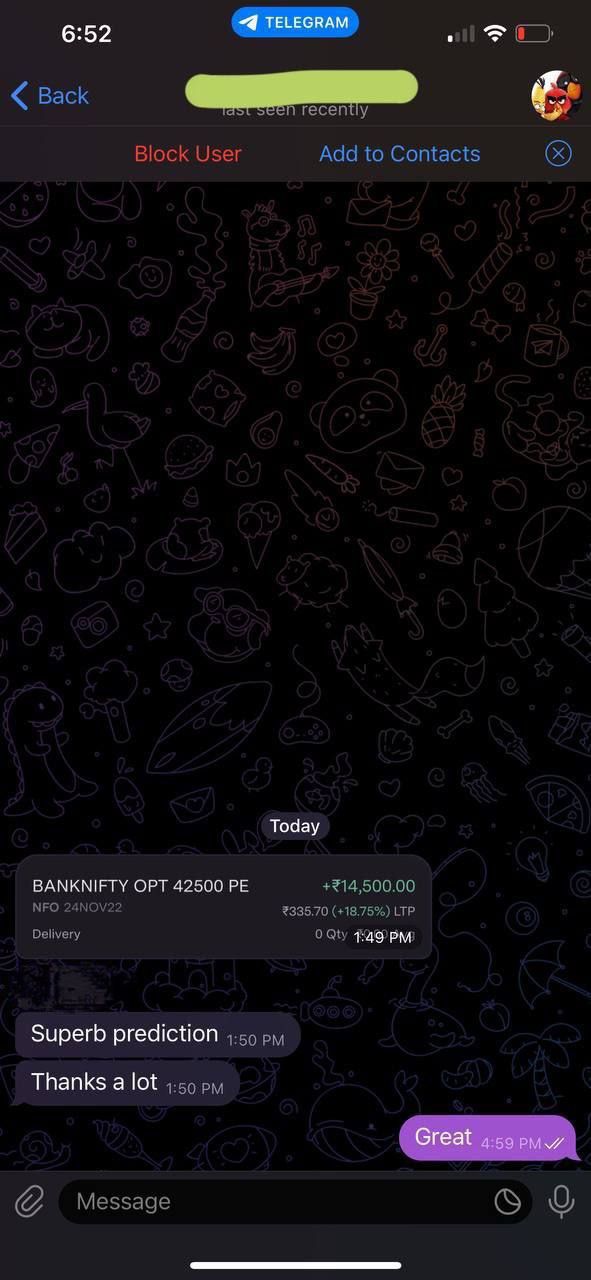 6:52
TELEGRAM
Back
last seen recently
Block User
Add to Contacts
Today
BANKNIFTY OPT 42500 PE
+₹14,500.00
NFO 24NOV22
₹335.70 (+18.75%) LTP
Delivery
0 Qty
1:49 PM
Superb prediction 1:50 PM
Thanks a lot 1:50 PM
Great 4:59 PM
Message